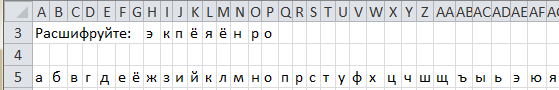 A B C D E F G H I J K L M N O P Q R S T U V W X Y Z AA AB AC AD AE AF
3 Расшифруйте: э к п ё я ё н р о
4
5 а б в г д е ё ж з и й к л м н о п р с т у ф х ц ч ш щ ъ ы ь э ю я